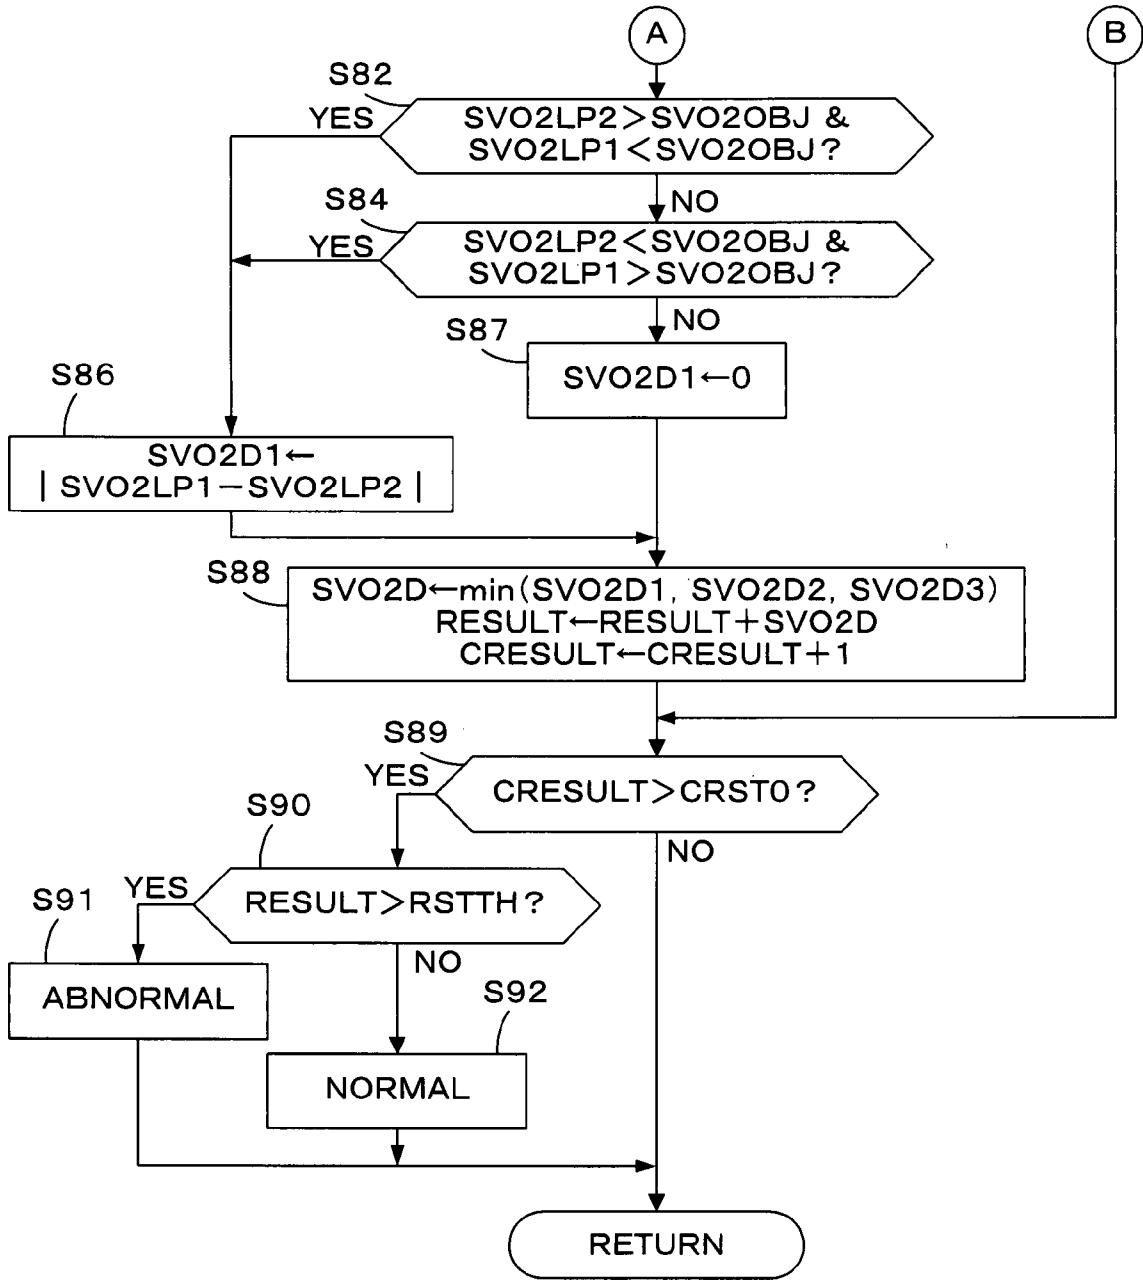 A
B
S82
YES
SVO2LP2>SVO2OBJ &
SVO2LP1<SVO2OBJ?
NO
S84
YES
SVO2LP2<SVO2OBJ &
SVO2LP1>SVO2OBJ?
NO
S87
SVO2D1←0
S86
SVO2D1←
| SVO2LP1-SVO2LP2 |
S88
SVO2D←min(SVO2D1, SVO2D2, SVO2D3)
RESULT←RESULT+SVO2D
CRESULT←CRESULT+1
S89
YES
CRESULT>CRST0?
NO
S90
YES
RESULT>RSTTH?
NO
S91
ABNORMAL
S92
NORMAL
RETURN